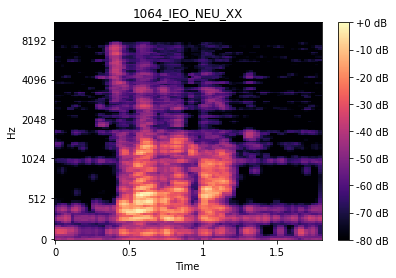 1064_IEO_NEU_XX
+0 dB
8192
-10 dB
4096
-20 dB
-30 dB
2048
Hz
-40 dB
1024
-50 dB
512
-60 dB
-70 dB
0
-80 dB
0 0.5 1 1.5
Time